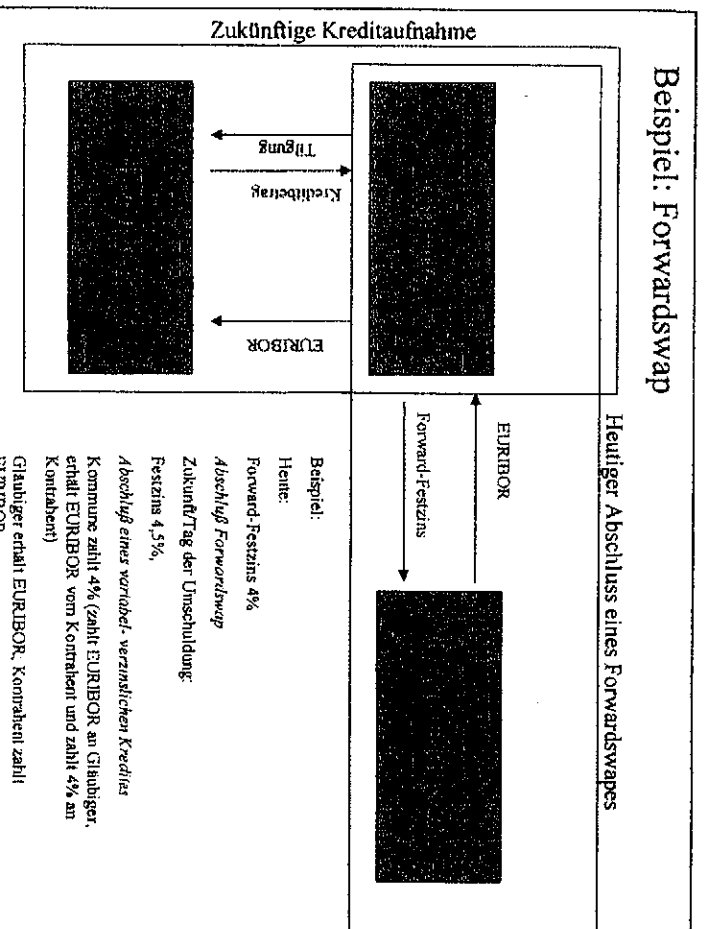 Beispiel: Forwardswap
Heutiger Abschluss eines Forwardswapes
Zukünftige Kreditaufnahme
Tilgung
Kreditbetrag
EURIBOR
EURIBOR
Forward-Festzins
Beispiel:
Heute:
Forward-Festzins 4%
Abschluß Forwardswap
Zukunft/Tag der Umschuldung:
Festzins 4,5%,
Abschluß eines variabel- verzinslichen Kredites
Kommune zahlt 4% (zahlt EURIBOR an Gläubiger,
erhält EURIBOR vom Kontrahent und zahlt 4% an
Kontrahent)
Gläubiger erhält EURIBOR; Kontrahent zahlt
EURIBOR